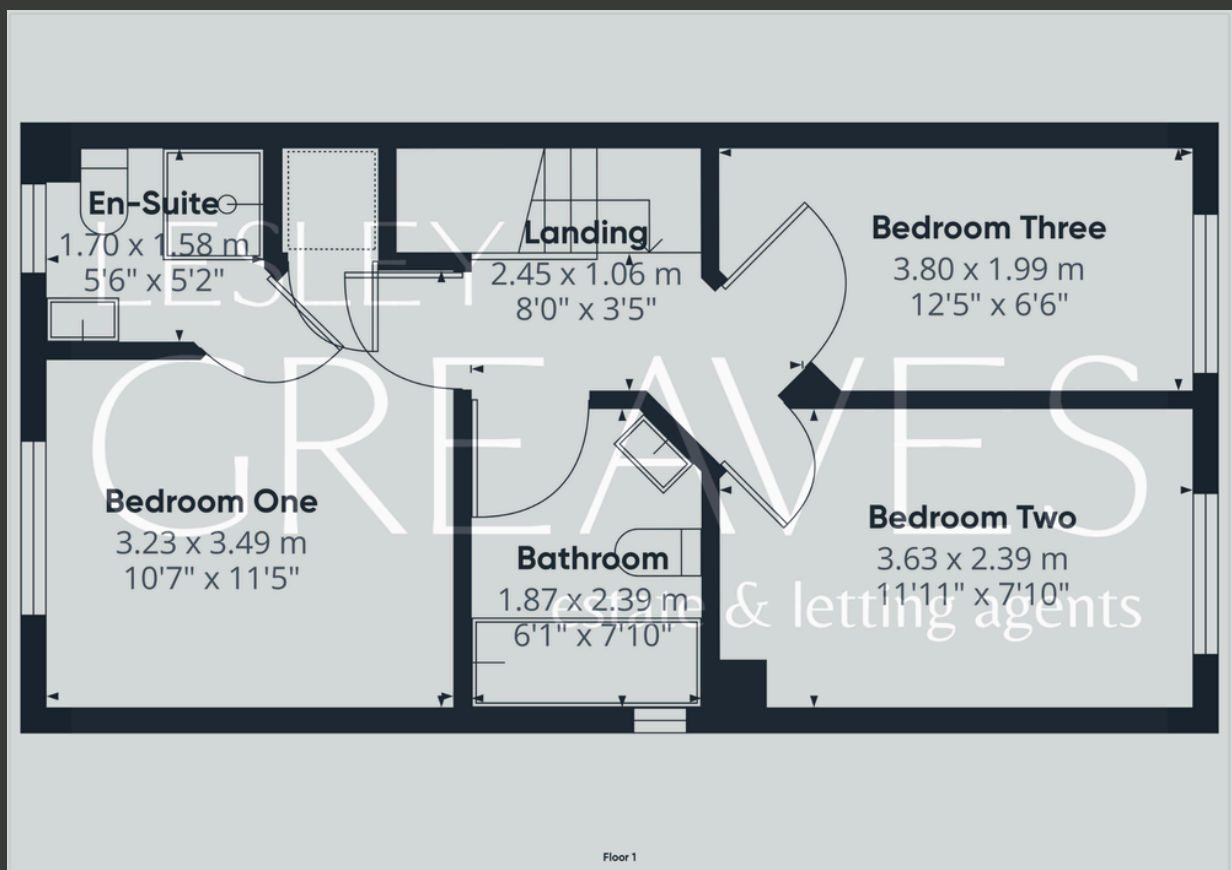 En-Suite
1.70 x 1.58 m
5'6" x 5'2"
Landing
2.45 x 1.06 m
8'0" x 3'5"
Bedroom Three
3.80 x 1.99 m
12'5" x 6'6"
LESLEY
GREAVES
estate & letting agents
Bedroom One
3.23 x 3.49 m
10'7" x 11'5"
Bathroom
1.87 x 2.39 m
6'1" x 7'10"
Bedroom Two
3.63 x 2.39 m
11'11" x 7'10"
Floor 1